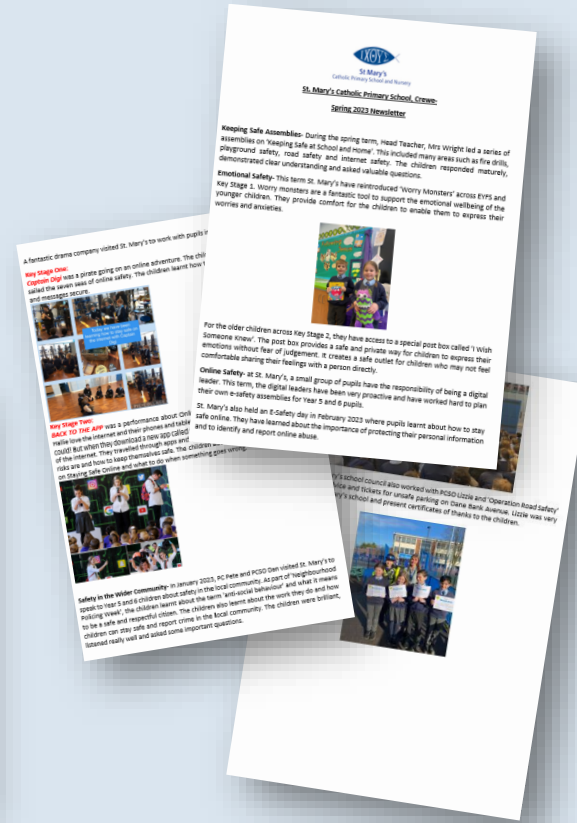 ΙΧΘΥΣ
St Mary's
Catholic Primary School and Nursery
St. Mary's Catholic Primary School, Crewe-
Spring 2023 Newsletter
Keeping Safe Assemblies- During the spring term, Head Teacher, Mrs Wright led a series of
assemblies on 'Keeping Safe at School and Home'. This included many areas such as fire drills,
playground safety, road safety and internet safety. The children responded maturely,
demonstrated clear understanding and asked valuable questions.
Emotional Safety- This term St. Mary's have reintroduced 'Worry Monsters' across EYFS and
Key Stage 1. Worry monsters are a fantastic tool to support the emotional wellbeing of the
younger children. They provide comfort for the children to enable them to express their
worries and anxieties.
For the older children across Key Stage 2, they have access to a special post box called 'I Wish
Someone Knew'. The post box provides a safe and private way for children to express their
emotions without fear of judgement. It creates a safe outlet for children who may not feel
comfortable sharing their feelings with a person directly.
Online Safety- at St. Mary's, a small group of pupils have the responsibility of being a digital
leader. This term, the digital leaders have been very proactive and have worked hard to plan
their own e-safety assemblies for Year 5 and 6 pupils.
St. Mary's also held an E-Safety day in February 2023 where pupils learnt about how to stay
safe online. They have learned about the importance of protecting their personal information
and to identify and report online abuse.
A fantastic drama company visited St. Mary's to work with pupils
Key Stage One:
Captain Digi was a pirate going on an online adventure. The
sailed the seven seas of online safety. The children learnt how
and messages secure.
Key Stage Two:
BACK TO THE APP was a performance about
Hallie love the internet and their phones and
could! But when they download a new app called
of the internet. They travelled through apps and
risks are and how to keep themselves safe. The children
on Staying Safe Online and what to do when something goes wrong.
Safety in the Wider Community- In January 2023, PC Pete and PCSO Dan visited St. Mary's to
speak to Year 5 and 6 children about safety in the local community. As part of 'Neighbourhood
Policing Week', the children learnt about the term 'anti-social behaviour' and what it means
to be a safe and respectful citizen. The children also learnt about the work they do and how
children can stay safe and report crime in the local community. The children were brilliant,
listened really well and asked some important questions.
school council also worked with PCSO Lizzie and 'Operation Road Safety'
and tickets for unsafe parking on Dane Bank Avenue. Lizzie was very
school and present certificates of thanks to the children.